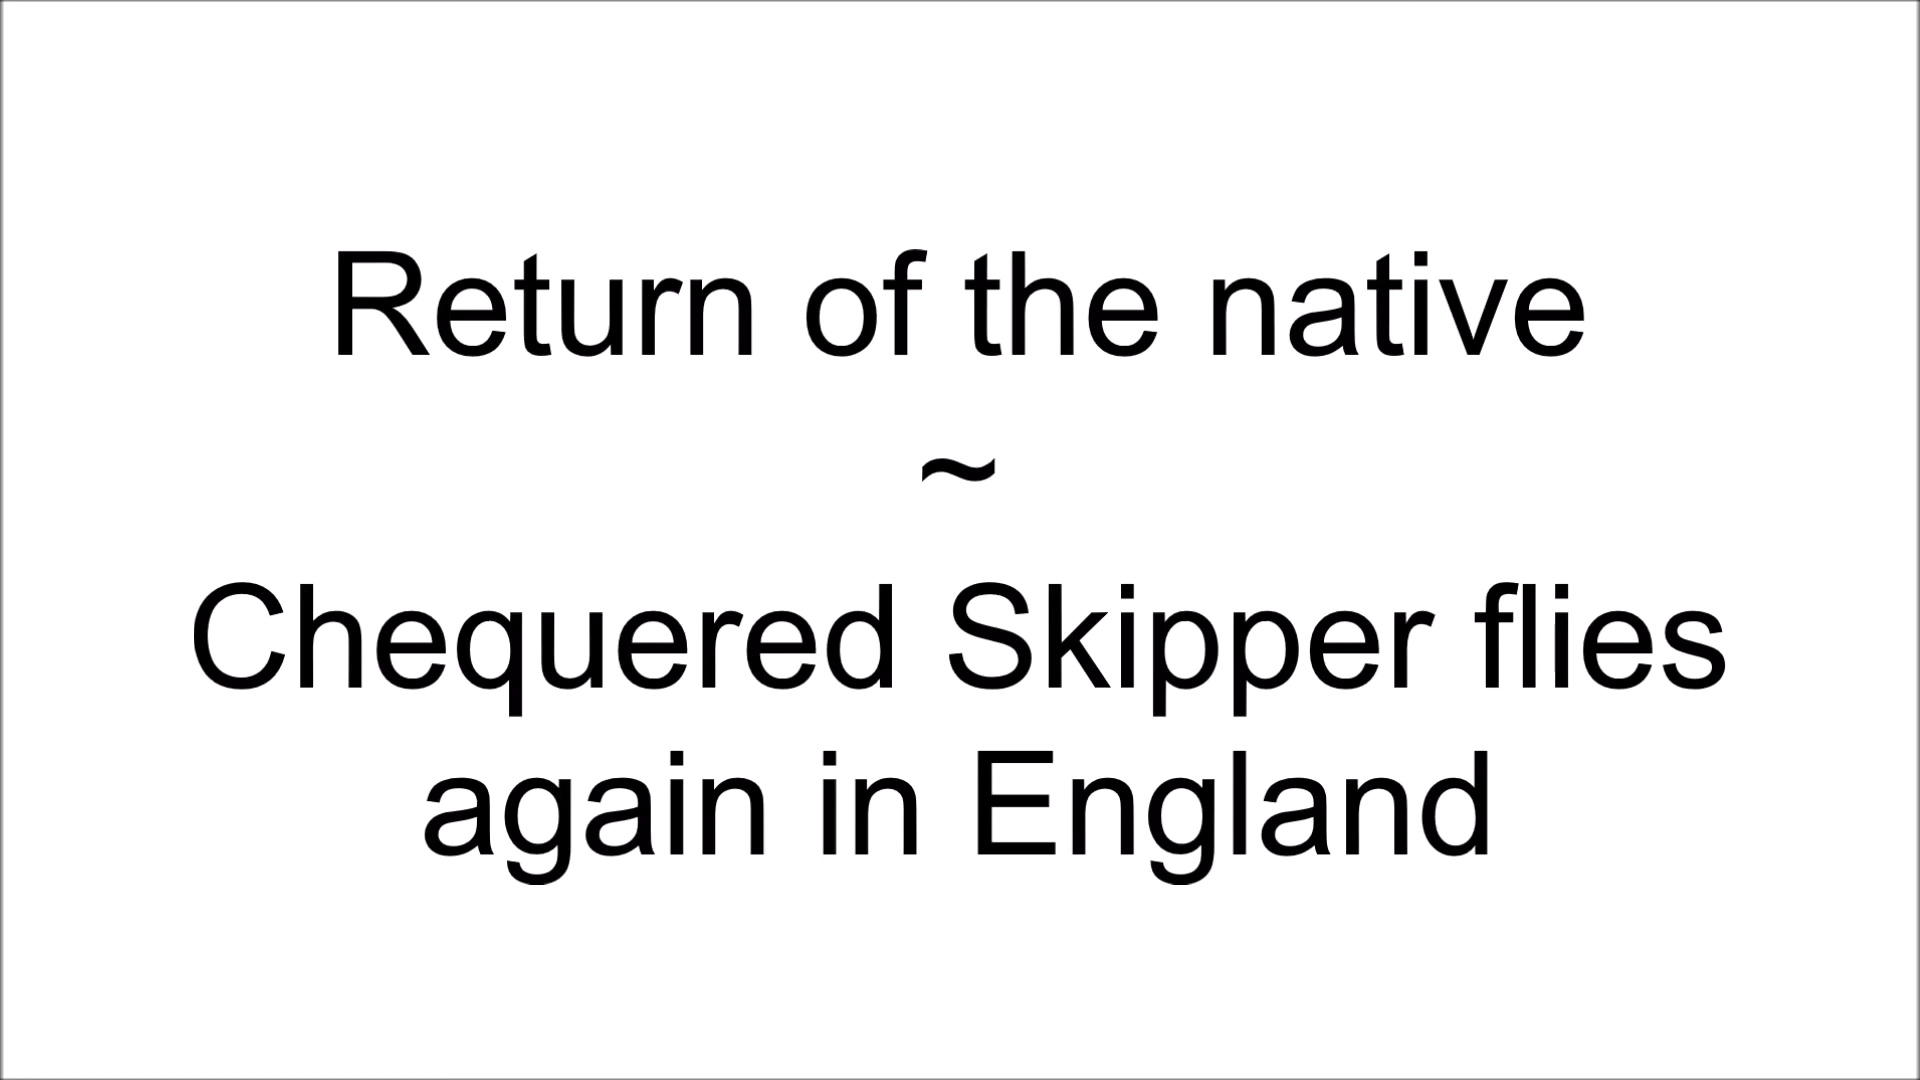 Return of the native
~
Chequered Skipper flies
again in England